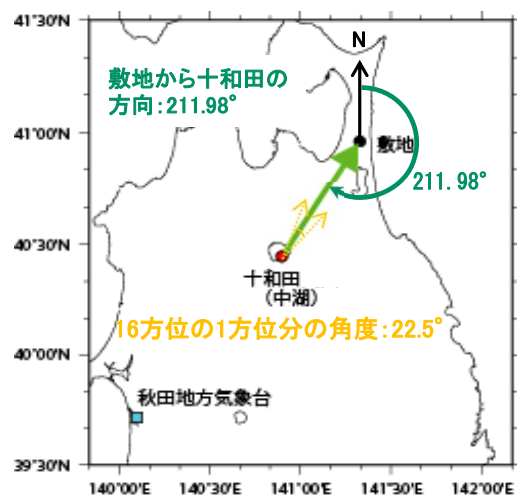 41°30'N
N
敷地から十和田の
方向:211.98°
41°00'N
敷地
211.98°
40°30'N
十和田
(中湖)
16方位の1方位分の角度:22.5°
40°00'N
秋田地方気象台
39°30'N
140°00'E
140°30'E
141°00'E
141°30'E
142°00'E